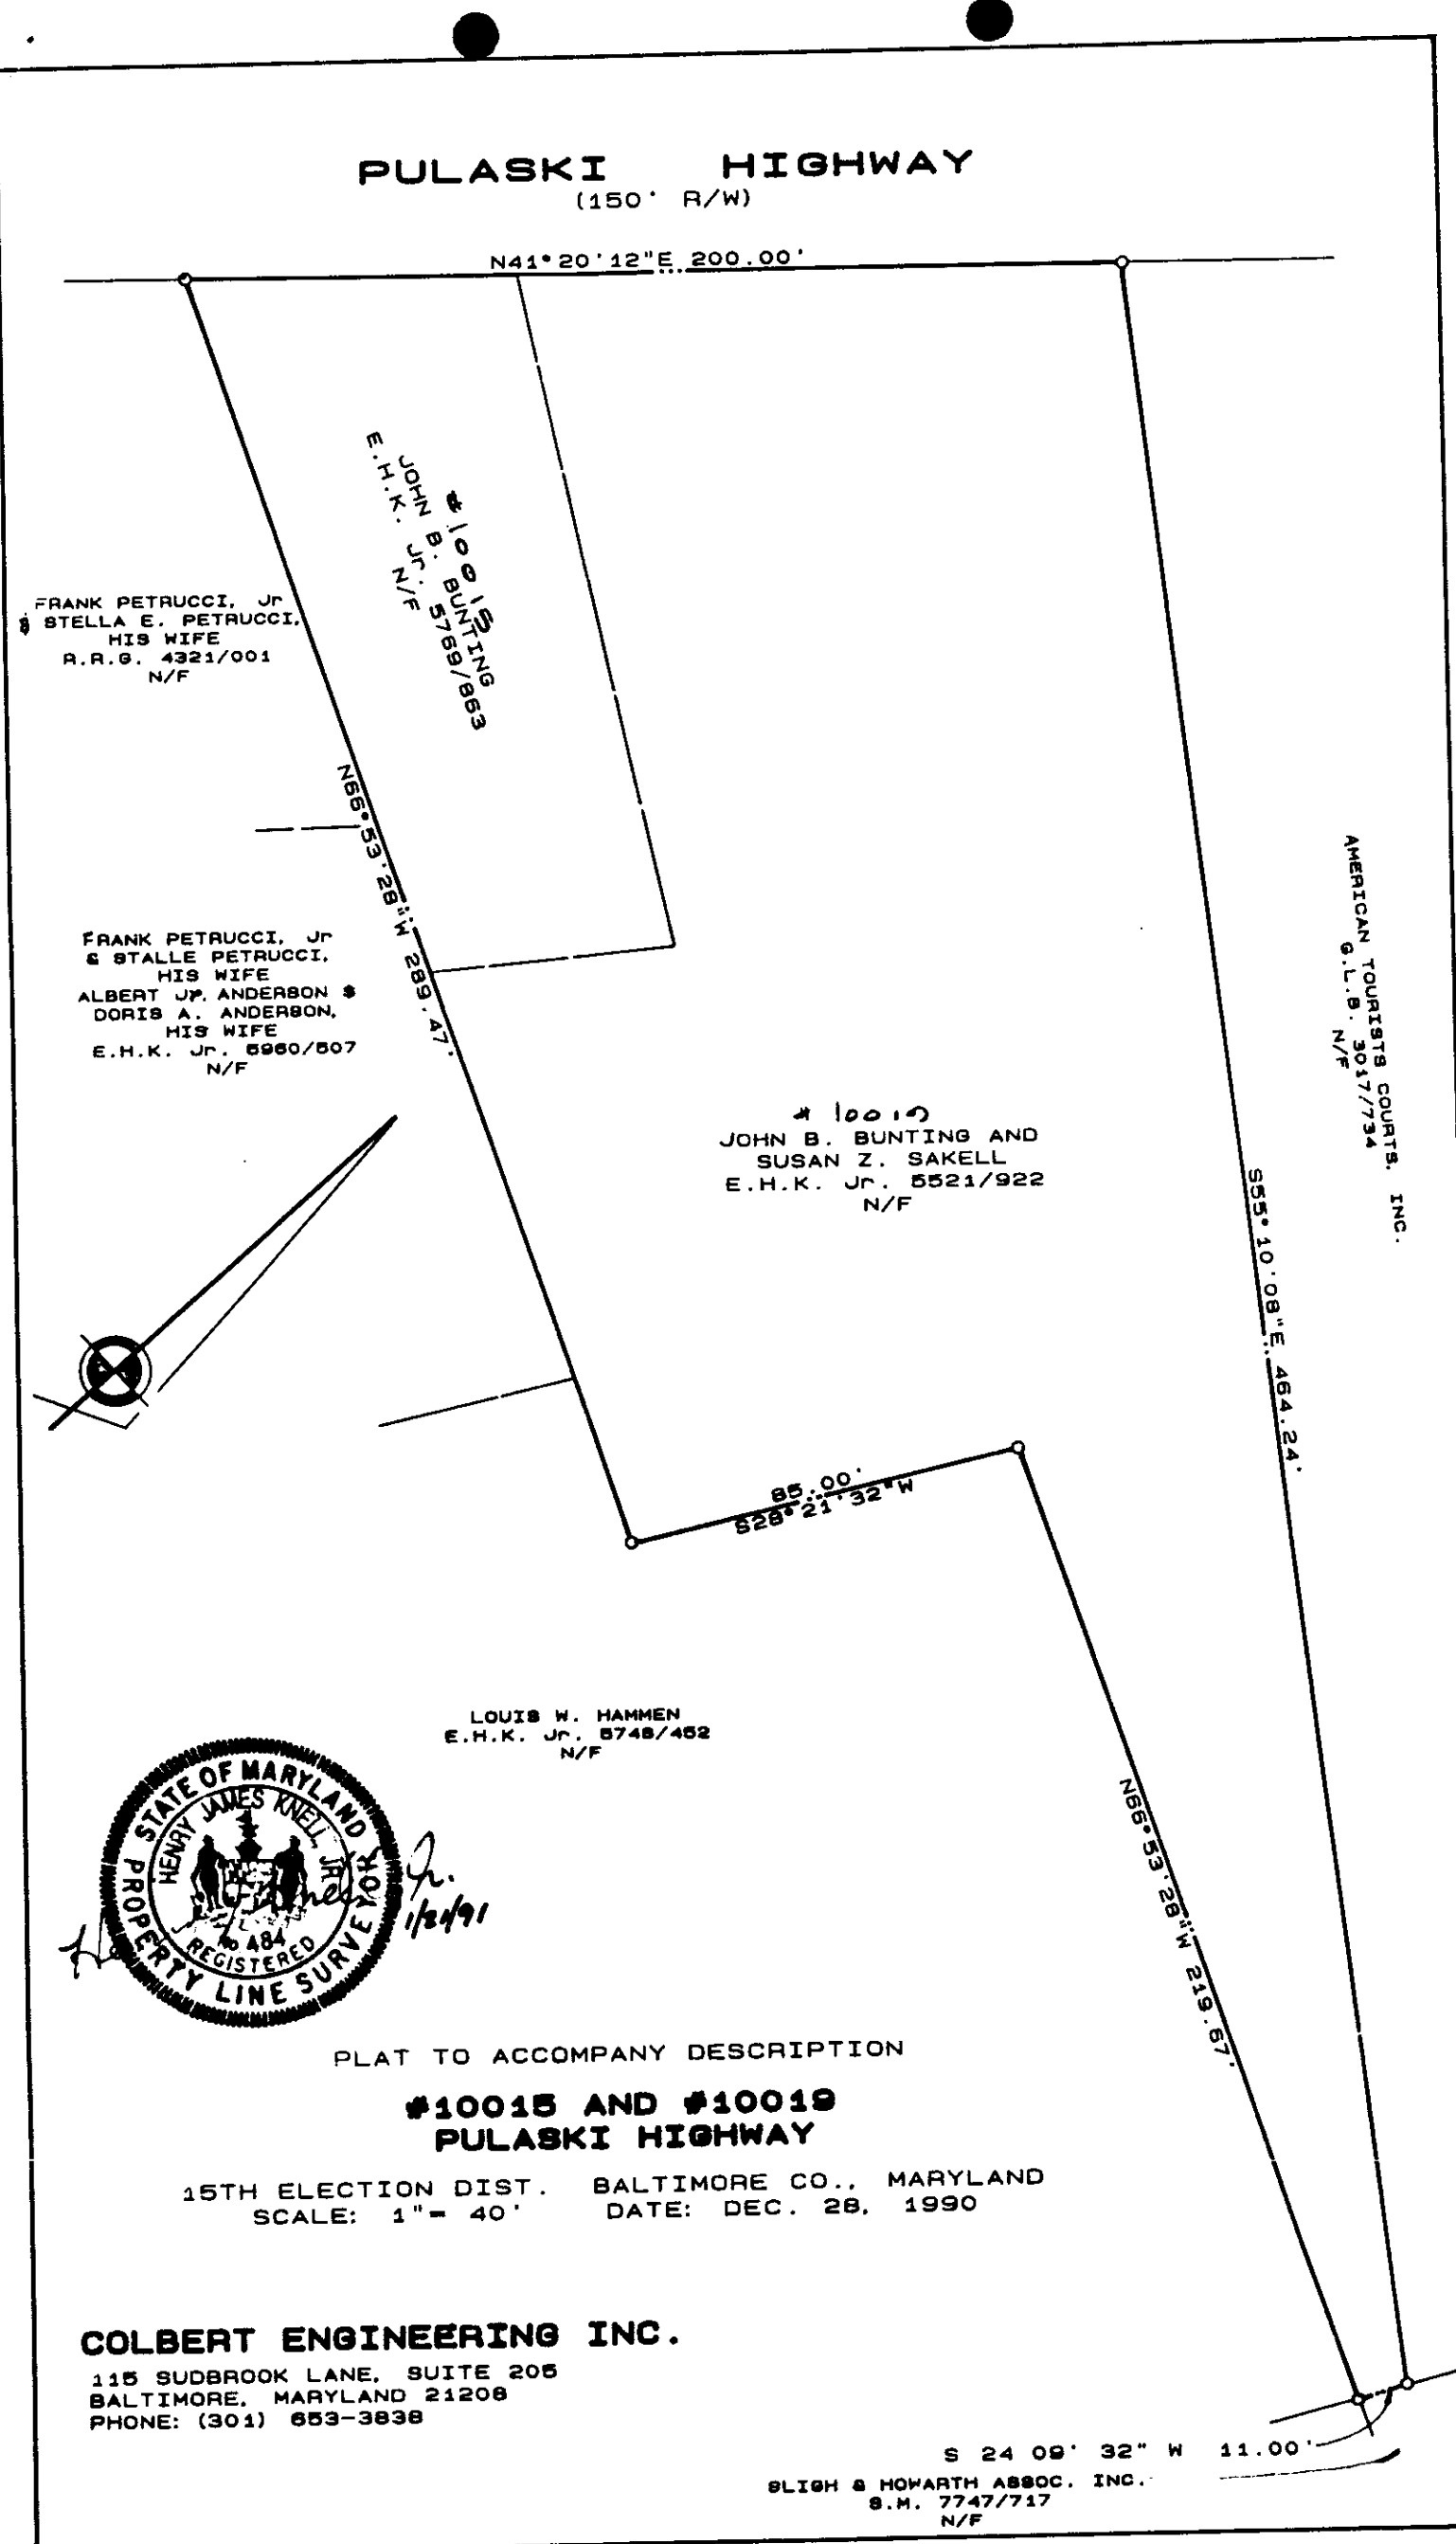 PULASKI HIGHWAY
(150' R/W)
N41°20'12"E 200.00'
#10015
JOHN B. BUNTING
E.H.K. Jr. 5769/863
N/F
FRANK PETRUCCI, Jr
& STELLA E. PETRUCCI,
HIS WIFE
R.R.G. 4321/001
N/F
N66°53'28"W 289.47'
FRANK PETRUCCI, Jr
& STALLE PETRUCCI,
HIS WIFE
ALBERT Jr. ANDERSON &
DORIS A. ANDERSON,
HIS WIFE
E.H.K. Jr. 5960/507
N/F
AMERICAN TOURISTS COURTS, INC.
G.L.B. 3017/734
N/F
# 10019
JOHN B. BUNTING AND
SUSAN Z. SAKELL
E.H.K. Jr. 5521/922
N/F
S55°10'08"E 464.24'
85.00'
S28°21'32"W
LOUIS W. HAMMEN
E.H.K. Jr. 5748/452
N/F
N66°53'28"W 219.67'
STATE OF MARYLAND
HENRY JAMES KNELL, JR
No 484
REGISTERED
PROPERTY LINE SURVEYOR
Jr.
1/21/91
PLAT TO ACCOMPANY DESCRIPTION
#10015 AND #10019
PULASKI HIGHWAY
15TH ELECTION DIST. BALTIMORE CO., MARYLAND
SCALE: 1"= 40' DATE: DEC. 28, 1990
COLBERT ENGINEERING INC.
115 SUDBROOK LANE, SUITE 205
BALTIMORE, MARYLAND 21208
PHONE: (301) 653-3838
S 24 09' 32" W 11.00'
SLIGH & HOWARTH ASSOC. INC.
S.M. 7747/717
N/F